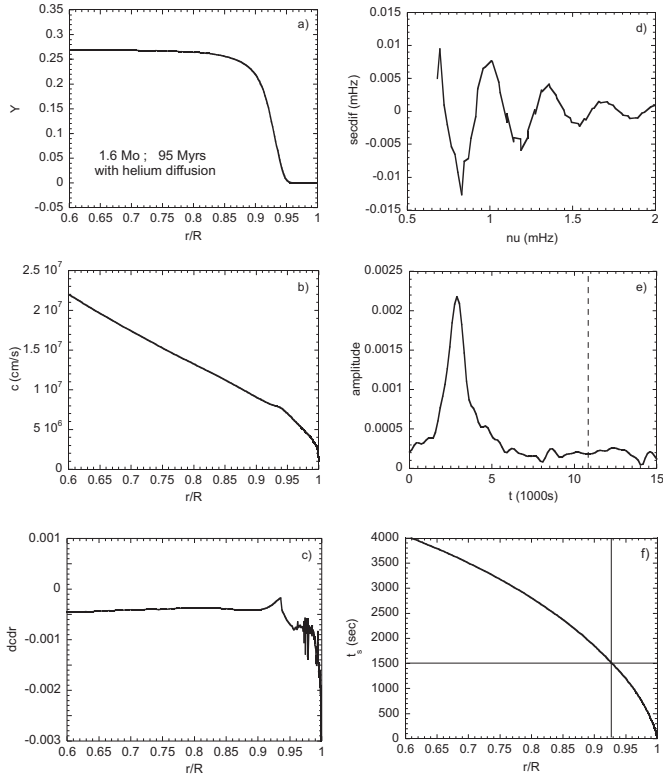 a)
0.35
0.3
0.25
0.2
0.15
0.1
0.05
0
-0.05
Y
1.6 Mo ; 95 Myrs
with helium diffusion
0.6 0.65 0.7 0.75 0.8 0.85 0.9 0.95 1
r/R
d)
0.015
0.01
0.005
0
-0.005
-0.01
-0.015
secdif (mHz)
0.5 1 1.5 2
nu (mHz)
b)
2.5 10^7
2 10^7
1.5 10^7
1 10^7
5 10^6
0
c (cm/s)
0.6 0.65 0.7 0.75 0.8 0.85 0.9 0.95 1
r/R
e)
0.0025
0.002
0.0015
0.001
0.0005
0
amplitude
0 5 10 15
t (1000s)
c)
0.001
0
-0.001
-0.002
-0.003
dcdr
0.6 0.65 0.7 0.75 0.8 0.85 0.9 0.95 1
r/R
f)
4000
3500
3000
2500
2000
1500
1000
500
0
t_s (sec)
0.6 0.65 0.7 0.75 0.8 0.85 0.9 0.95 1
r/R